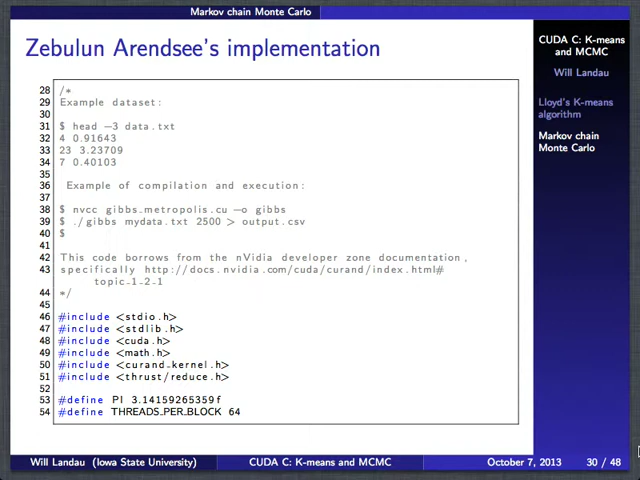 Markov chain Monte Carlo
Zebulun Arendsee's implementation
28 /*
29 Example dataset:
30
31 $ head −3 data.txt
32 4 0.91643
33 23 3.23709
34 7 0.40103
35
36 Example of compilation and execution:
37
38 $ nvcc gibbs_metropolis.cu −o gibbs
39 $ ./gibbs mydata.txt 2500 > output.csv
40 $
41
42 This code borrows from the nVidia developer zone documentation,
43 specifically http://docs.nvidia.com/cuda/curand/index.html#
topic_1_2_1
44 */
45
46 #include <stdio.h>
47 #include <stdlib.h>
48 #include <cuda.h>
49 #include <math.h>
50 #include <curand_kernel.h>
51 #include <thrust/reduce.h>
52
53 #define PI 3.14159265359f
54 #define THREADS_PER_BLOCK 64
CUDA C: K-means
and MCMC
Will Landau
Lloyd's K-means
algorithm
Markov chain
Monte Carlo
Will Landau (Iowa State University) CUDA C: K-means and MCMC October 7, 2013 30 / 48